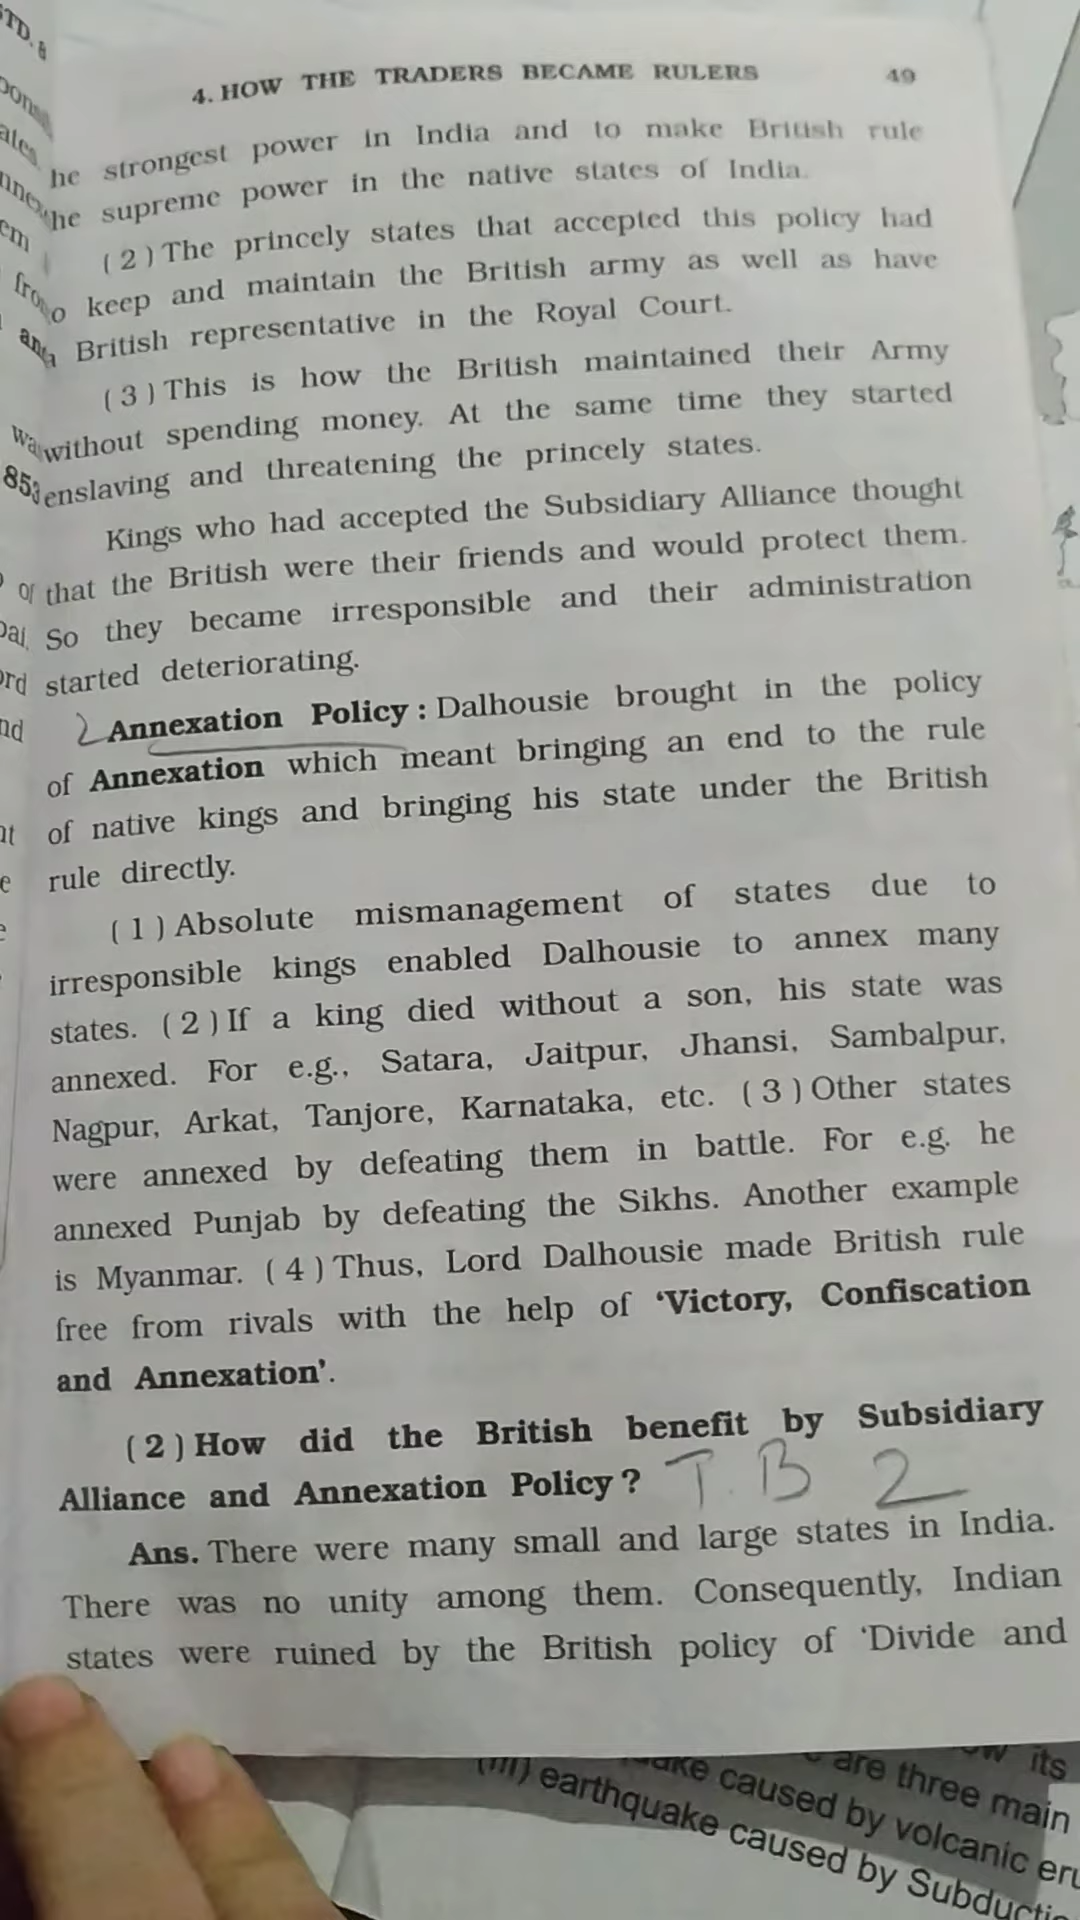 4. HOW THE TRADERS BECAME RULERS 49
he strongest power in India and to make British rule
he supreme power in the native states of India.
( 2 ) The princely states that accepted this policy had
o keep and maintain the British army as well as have
a British representative in the Royal Court.
( 3 ) This is how the British maintained their Army
without spending money. At the same time they started
enslaving and threatening the princely states.
Kings who had accepted the Subsidiary Alliance thought
that the British were their friends and would protect them.
So they became irresponsible and their administration
started deteriorating.
2 Annexation Policy : Dalhousie brought in the policy
of Annexation which meant bringing an end to the rule
of native kings and bringing his state under the British
rule directly.
( 1 ) Absolute mismanagement of states due to
irresponsible kings enabled Dalhousie to annex many
states. ( 2 ) If a king died without a son, his state was
annexed. For e.g., Satara, Jaitpur, Jhansi, Sambalpur,
Nagpur, Arkat, Tanjore, Karnataka, etc. ( 3 ) Other states
were annexed by defeating them in battle. For e.g. he
annexed Punjab by defeating the Sikhs. Another example
is Myanmar. ( 4 ) Thus, Lord Dalhousie made British rule
free from rivals with the help of ‘Victory, Confiscation
and Annexation’.
( 2 ) How did the British benefit by Subsidiary
Alliance and Annexation Policy ? T. B 2
Ans. There were many small and large states in India.
There was no unity among them. Consequently, Indian
states were ruined by the British policy of ‘Divide and
its
are three main
caused by volcanic
(iii) earthquake caused by